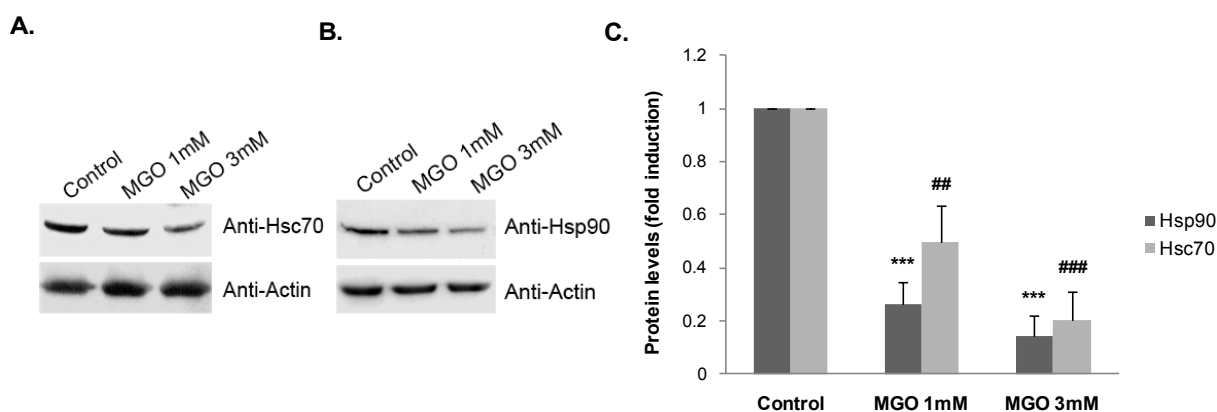 A.
Control
MGO 1mM
MGO 3mM
Anti-Hsc70
Anti-Actin
B.
Control
MGO 1mM
MGO 3mM
Anti-Hsp90
Anti-Actin
C.
Protein levels (fold induction)
1.2
1
0.8
0.6
0.4
0.2
0
***
##
***
###
Control
MGO 1mM
MGO 3mM
Hsp90
Hsc70